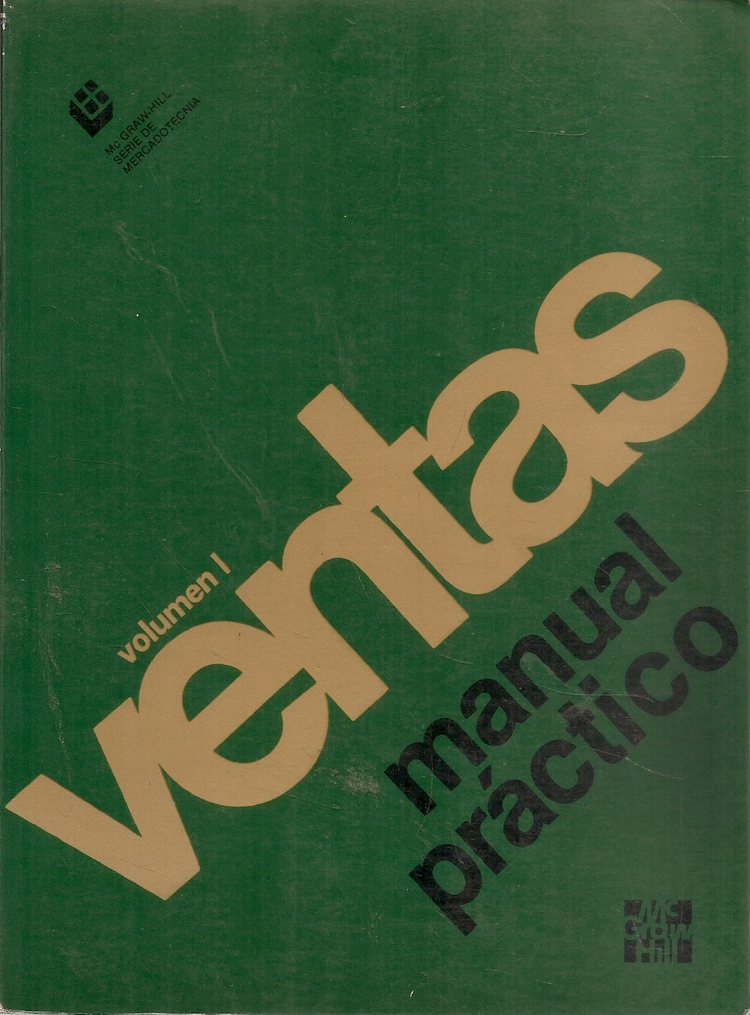 Mc GRAW-HILL
SERIE DE
MERCADOTECNIA
volumen I
ventas
manual
práctico
Mc
Graw
Hill